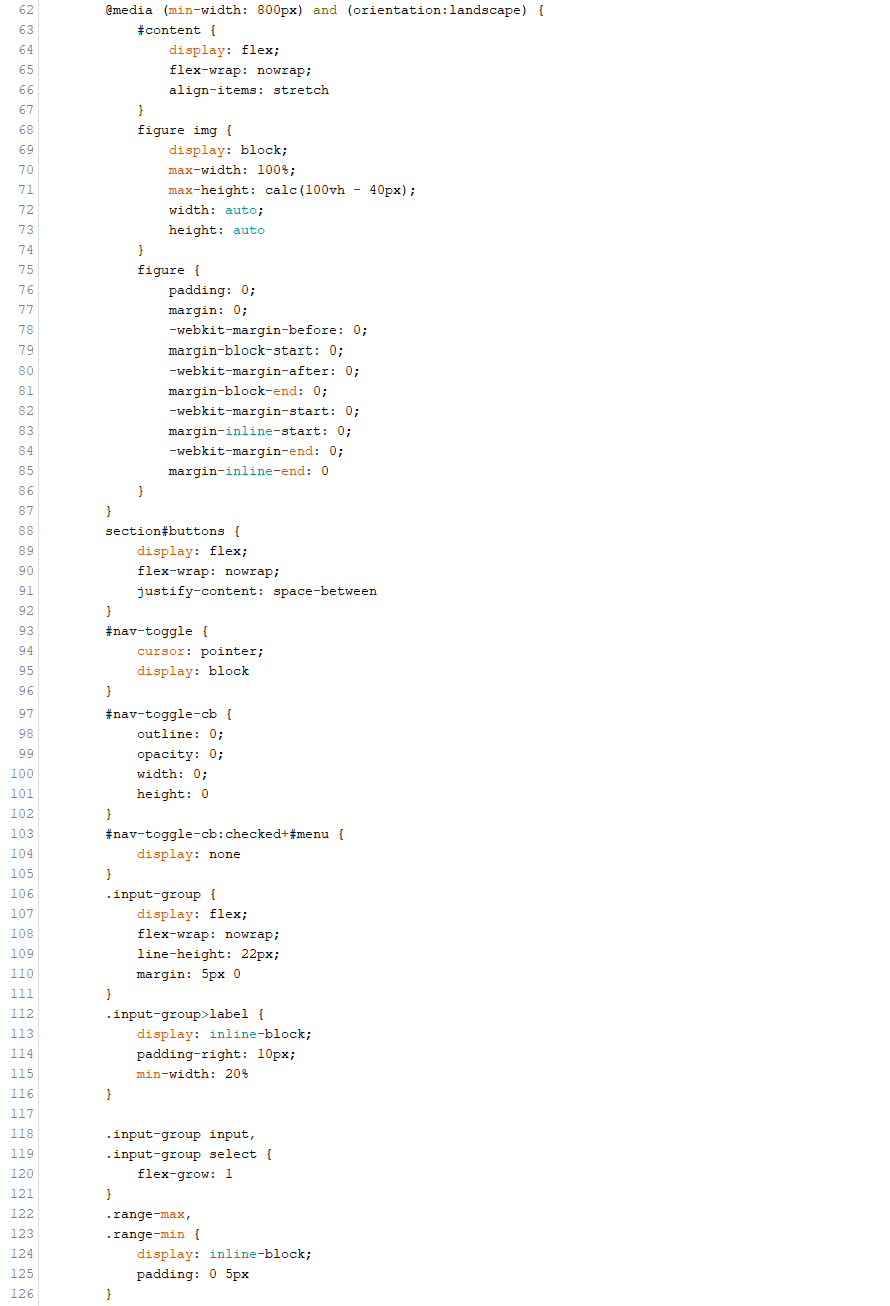 62 @media (min-width: 800px) and (orientation:landscape) {
63 #content {
64 display: flex;
65 flex-wrap: nowrap;
66 align-items: stretch
67 }
68 figure img {
69 display: block;
70 max-width: 100%;
71 max-height: calc(100vh - 40px);
72 width: auto;
73 height: auto
74 }
75 figure {
76 padding: 0;
77 margin: 0;
78 -webkit-margin-before: 0;
79 margin-block-start: 0;
80 -webkit-margin-after: 0;
81 margin-block-end: 0;
82 -webkit-margin-start: 0;
83 margin-inline-start: 0;
84 -webkit-margin-end: 0;
85 margin-inline-end: 0
86 }
87 }
88 section#buttons {
89 display: flex;
90 flex-wrap: nowrap;
91 justify-content: space-between
92 }
93 #nav-toggle {
94 cursor: pointer;
95 display: block
96 }
97 #nav-toggle-cb {
98 outline: 0;
99 opacity: 0;
100 width: 0;
101 height: 0
102 }
103 #nav-toggle-cb:checked+#menu {
104 display: none
105 }
106 .input-group {
107 display: flex;
108 flex-wrap: nowrap;
109 line-height: 22px;
110 margin: 5px 0
111 }
112 .input-group>label {
113 display: inline-block;
114 padding-right: 10px;
115 min-width: 20%
116 }
117
118 .input-group input,
119 .input-group select {
120 flex-grow: 1
121 }
122 .range-max,
123 .range-min {
124 display: inline-block;
125 padding: 0 5px
126 }